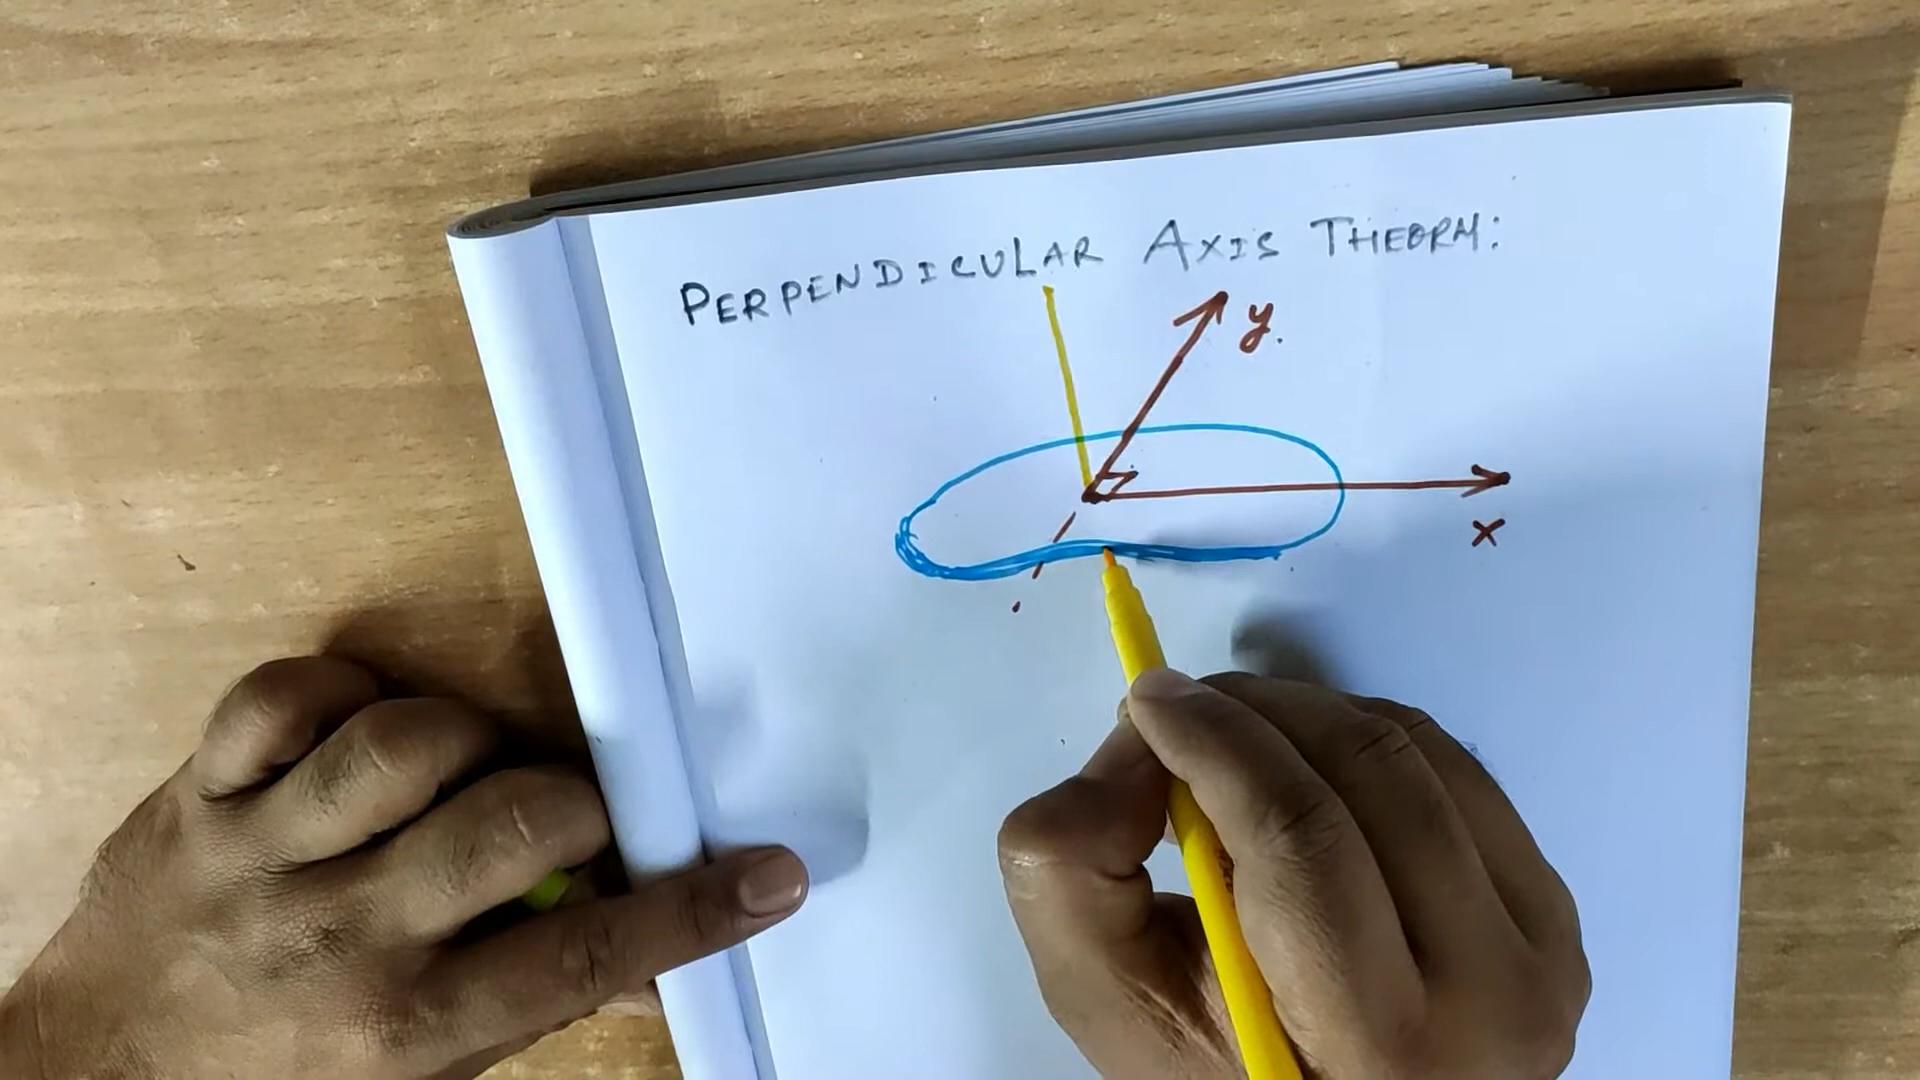 PERPENDICULAR AXIS THEORM:
y.
x